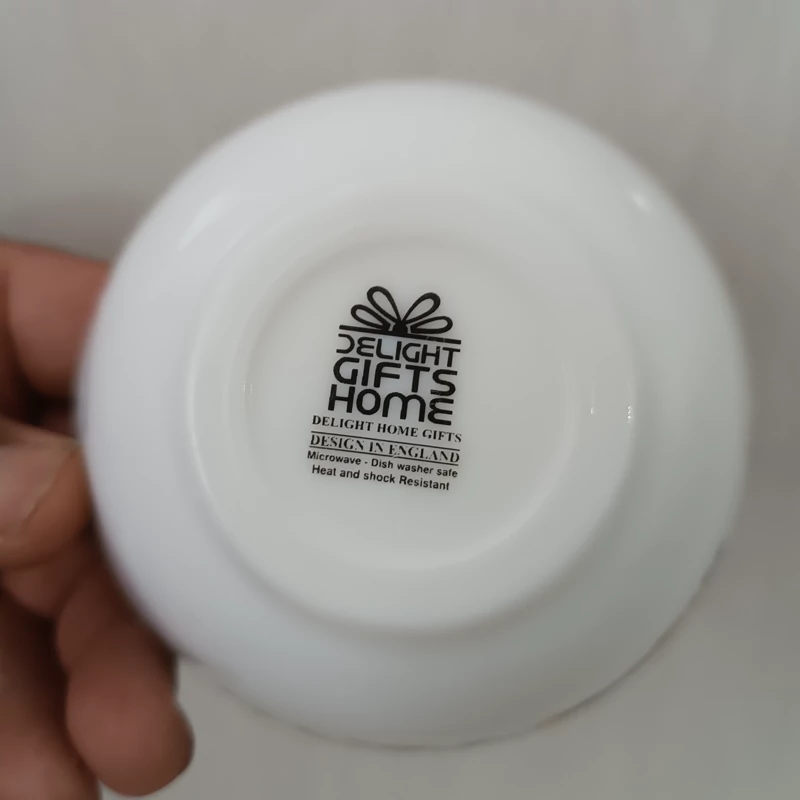 DELIGHT
GIFTS
HOME
DELIGHT HOME GIFTS
DESIGN IN ENGLAND
Microwave - Dish washer safe
Heat and shock Resistant